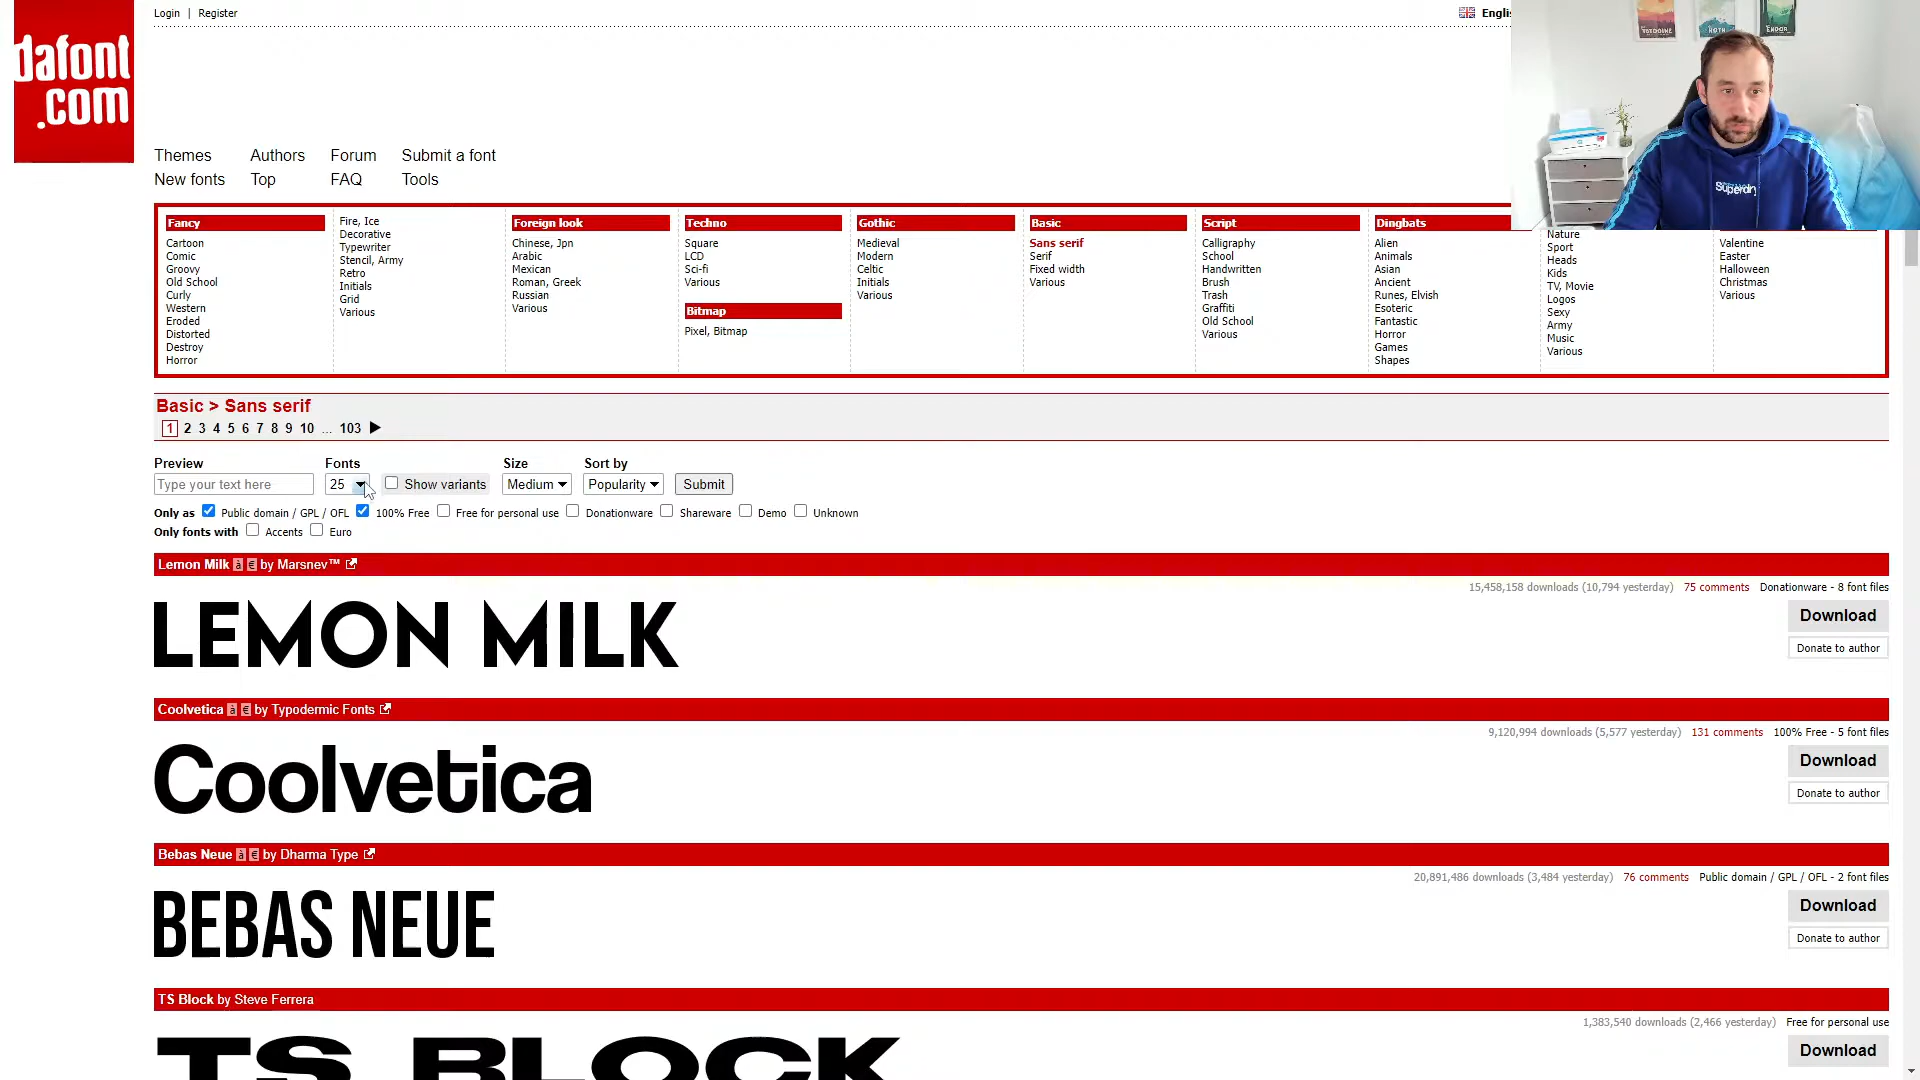 dafont
.com
Login | Register
Themes Authors Forum Submit a font
New fonts Top FAQ Tools
Fancy
Cartoon
Comic
Groovy
Old School
Curly
Western
Eroded
Distorted
Destroy
Horror
Fire, Ice
Decorative
Typewriter
Stencil, Army
Retro
Initials
Grid
Various
Foreign look
Chinese, Jpn
Arabic
Mexican
Roman, Greek
Russian
Various
Techno
Square
LCD
Sci-fi
Various
Bitmap
Pixel, Bitmap
Gothic
Medieval
Modern
Celtic
Initials
Various
Basic
Sans serif
Serif
Fixed width
Various
Script
Calligraphy
School
Handwritten
Brush
Trash
Graffiti
Old School
Various
Dingbats
Alien
Animals
Asian
Ancient
Runes, Elvish
Esoteric
Fantastic
Horror
Games
Shapes
Nature
Sport
Heads
Kids
TV, Movie
Logos
Sexy
Army
Music
Various
Valentine
Easter
Halloween
Christmas
Various
Superdry
Basic > Sans serif
1 2 3 4 5 6 7 8 9 10 ... 103
Preview Fonts Size Sort by
Type your text here 25 Show variants Medium Popularity Submit
Only as Public domain / GPL / OFL 100% Free Free for personal use Donationware Shareware Demo Unknown
Only fonts with Accents Euro
Lemon Milk à € by Marsnev™
15,458,158 downloads (10,794 yesterday) 75 comments Donationware - 8 font files
LEMON MILK
Download
Donate to author
Coolvetica à € by Typodermic Fonts
9,120,994 downloads (5,577 yesterday) 131 comments 100% Free - 5 font files
Coolvetica
Download
Donate to author
Bebas Neue à € by Dharma Type
20,891,486 downloads (3,484 yesterday) 76 comments Public domain / GPL / OFL - 2 font files
BEBAS NEUE
Download
Donate to author
TS Block by Steve Ferrera
1,383,540 downloads (2,466 yesterday) Free for personal use
TS BLOCK
Download